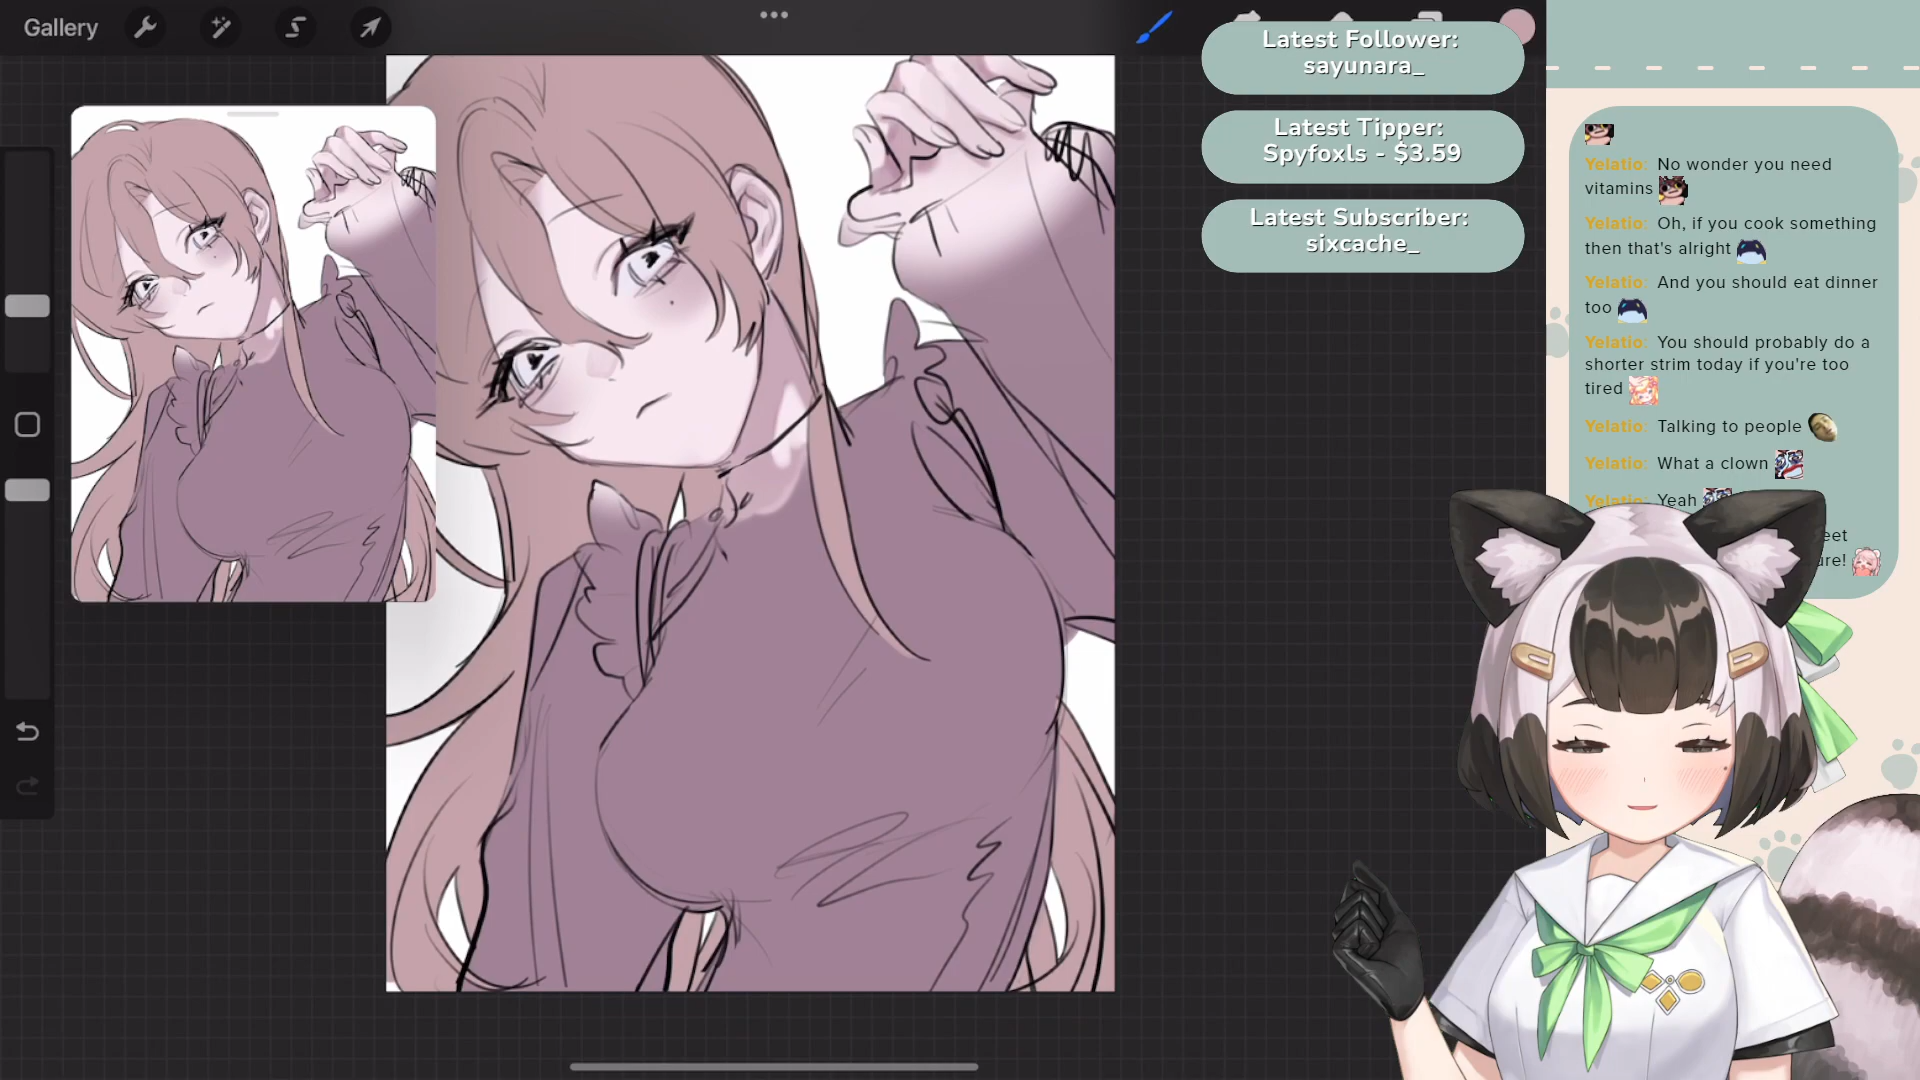 Gallery
Latest Follower:
sayunara_
Latest Tipper:
Spyfoxls - $3.59
Latest Subscriber:
sixcache_
Yelatio: No wonder you need
vitamins
Yelatio: Oh, if you cook something
then that's alright
Yelatio: And you should eat dinner
too
Yelatio: You should probably do a
shorter strim today if you're too
tired
Yelatio: Talking to people
Yelatio: What a clown
Yelatio: Yeah